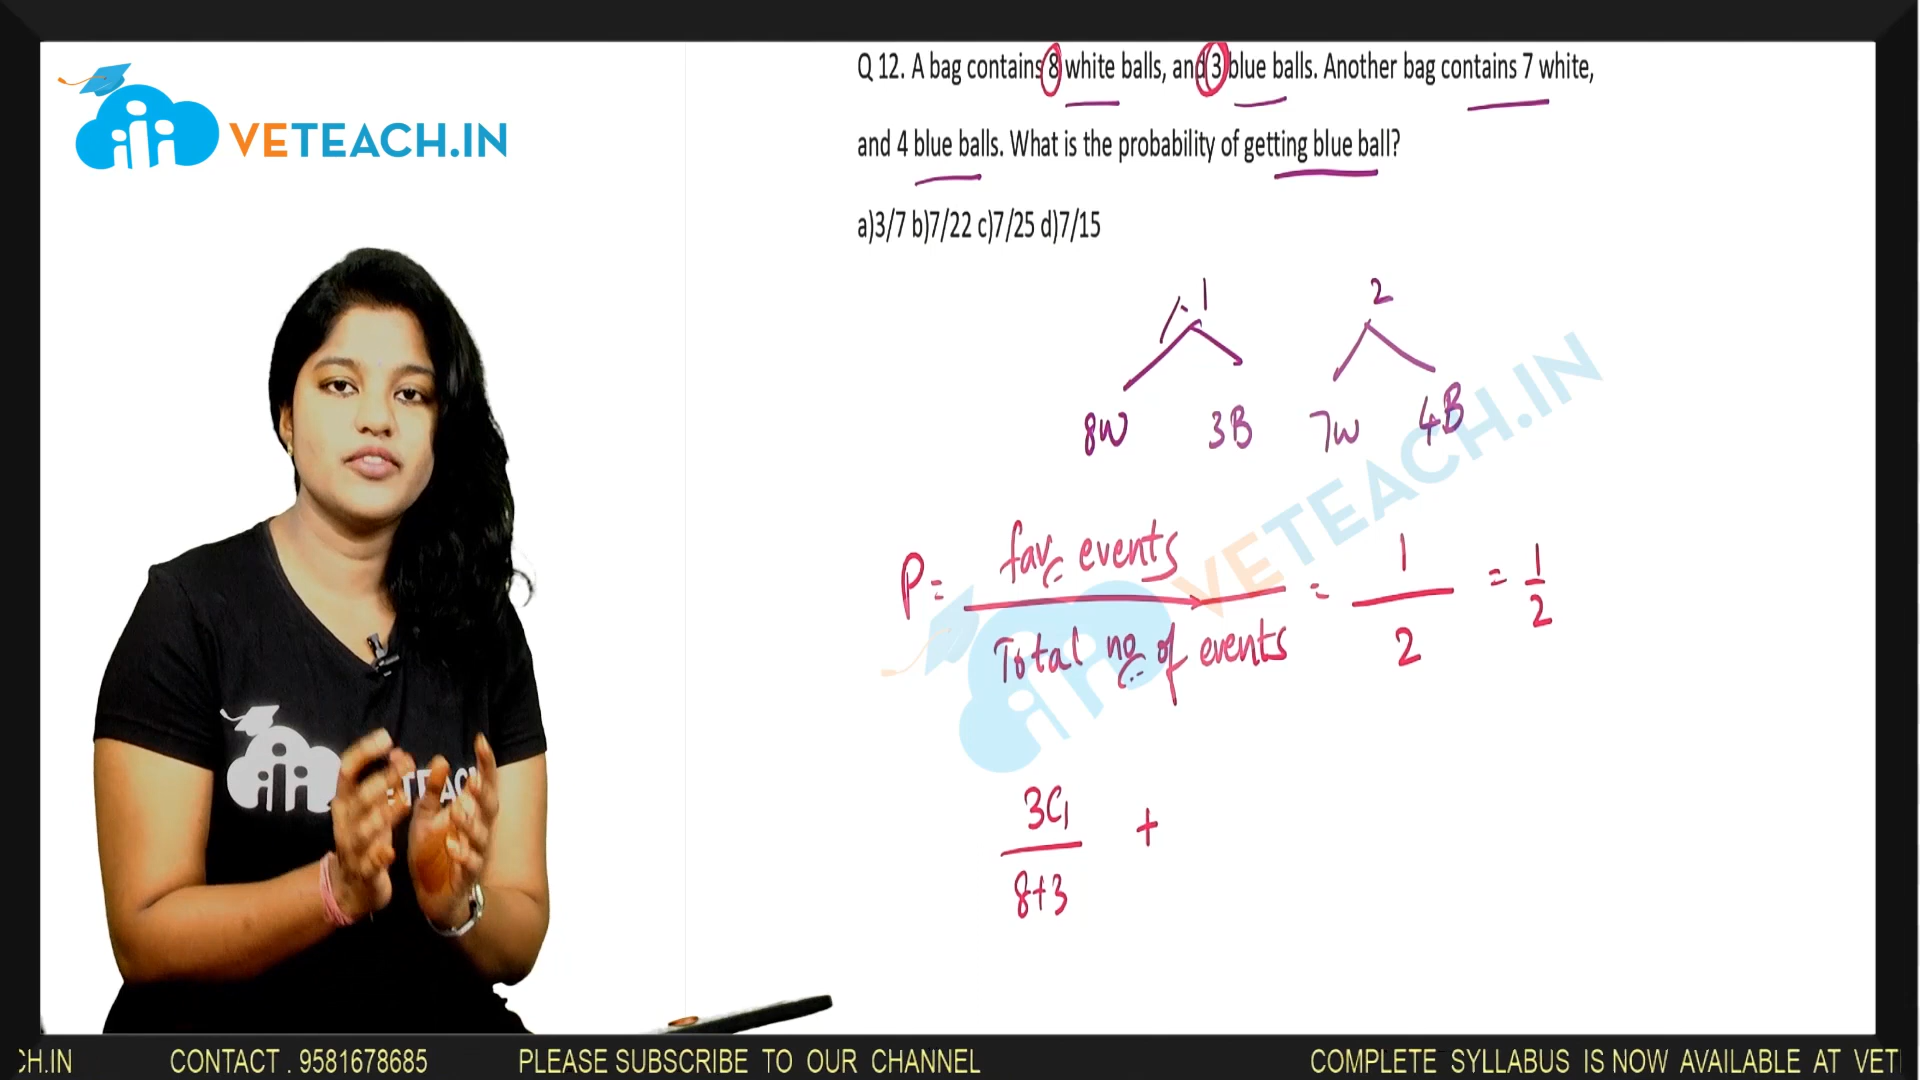 Q 12. A bag contains 8 white balls, and 3 blue balls. Another bag contains 7 white,
VETEACH.IN
and 4 blue balls. What is the probability of getting blue ball?
a)3/7 b)7/22 c)7/25 d)7/15
1 2
8W 3B 7W 4B
VETEACH.IN
P = fav. events / Total no. of events = 1/2 = 1/2
3C1 / 8+3 +
CH.IN CONTACT . 9581678685 PLEASE SUBSCRIBE TO OUR CHANNEL COMPLETE SYLLABUS IS NOW AVAILABLE AT VET